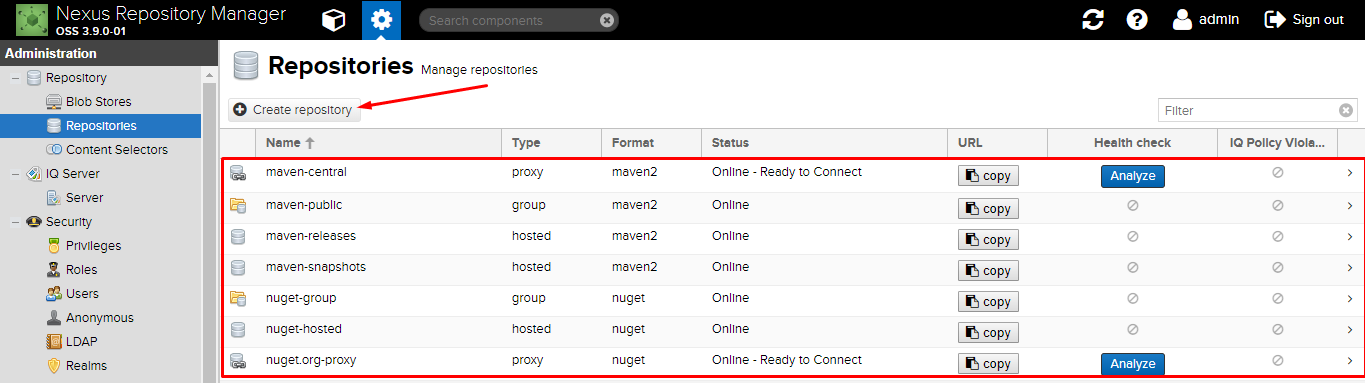 Nexus Repository Manager
OSS 3.9.0-01
Search components
admin
Sign out
Administration
Repository
Blob Stores
Repositories
Content Selectors
IQ Server
Server
Security
Privileges
Roles
Users
Anonymous
LDAP
Realms
Repositories Manage repositories
Create repository
Filter
Name Type Format Status URL Health check IQ Policy Viola...
maven-central proxy maven2 Online - Ready to Connect copy Analyze
maven-public group maven2 Online copy
maven-releases hosted maven2 Online copy
maven-snapshots hosted maven2 Online copy
nuget-group group nuget Online copy
nuget-hosted hosted nuget Online copy
nuget.org-proxy proxy nuget Online - Ready to Connect copy Analyze